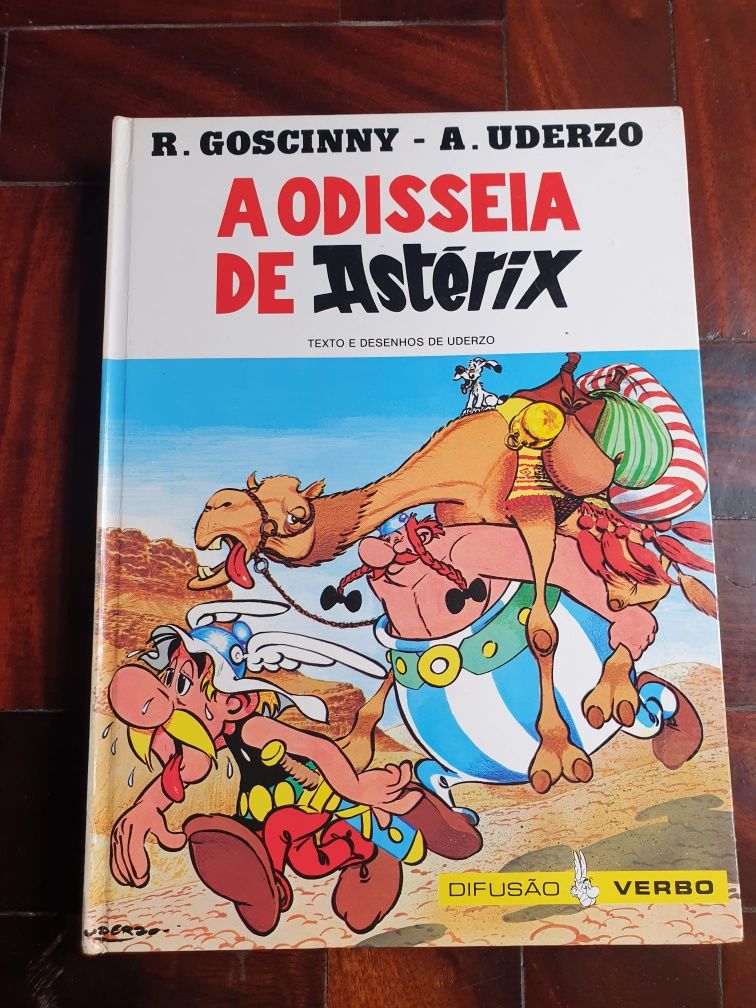 R. GOSCINNY - A. UDERZO
A ODISSEIA
DE Astérix
TEXTO E DESENHOS DE UDERZO
UDERZO-
DIFUSÃO VERBO